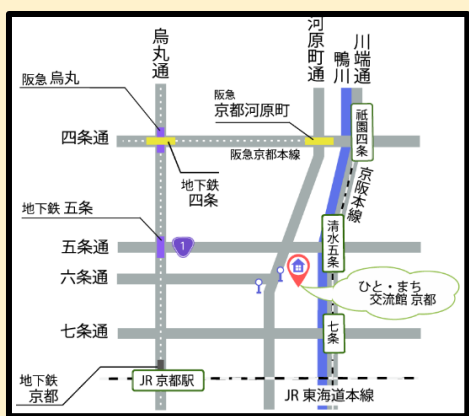 烏丸通
河原町通
鴨川
川端通
阪急 烏丸
阪急
京都河原町
祇園四条
四条通
阪急京都本線
地下鉄
四条
京阪本線
地下鉄 五条
清水五条
五条通
1
六条通
ひと・まち
交流館 京都
七条通
七条
地下鉄
京都
JR 京都駅
JR 東海道本線